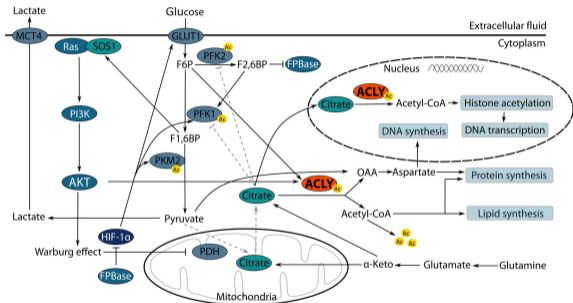 Lactate
Glucose
Extracellular fluid
MCT4
GLUT1
Cytoplasm
Ras
SOS1
PFK2
Ac
F6P
F2,6BP
FPBase
Nucleus
ACLY
Ac
Citrate
Acetyl-CoA
Histone acetylation
PI3K
PFK1
Ac
DNA synthesis
DNA transcription
F1,6BP
PKM2
Ac
AKT
ACLY
Ac
OAA
Aspartate
Protein synthesis
Citrate
Lactate
Pyruvate
Acetyl-CoA
Lipid synthesis
HIF-1α
Ac
Ac
Ac
Warburg effect
PDH
Citrate
α-Keto
Glutamate
Glutamine
FPBase
Mitochondria